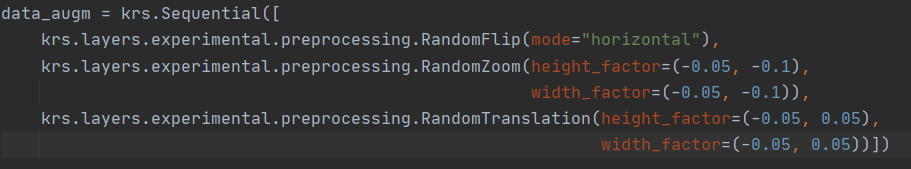 data_augm = krs.Sequential([
    krs.layers.experimental.preprocessing.RandomFlip(mode="horizontal"),
    krs.layers.experimental.preprocessing.RandomZoom(height_factor=(-0.05, -0.1),
                                                     width_factor=(-0.05, -0.1)),
    krs.layers.experimental.preprocessing.RandomTranslation(height_factor=(-0.05, 0.05),
                                                            width_factor=(-0.05, 0.05))])